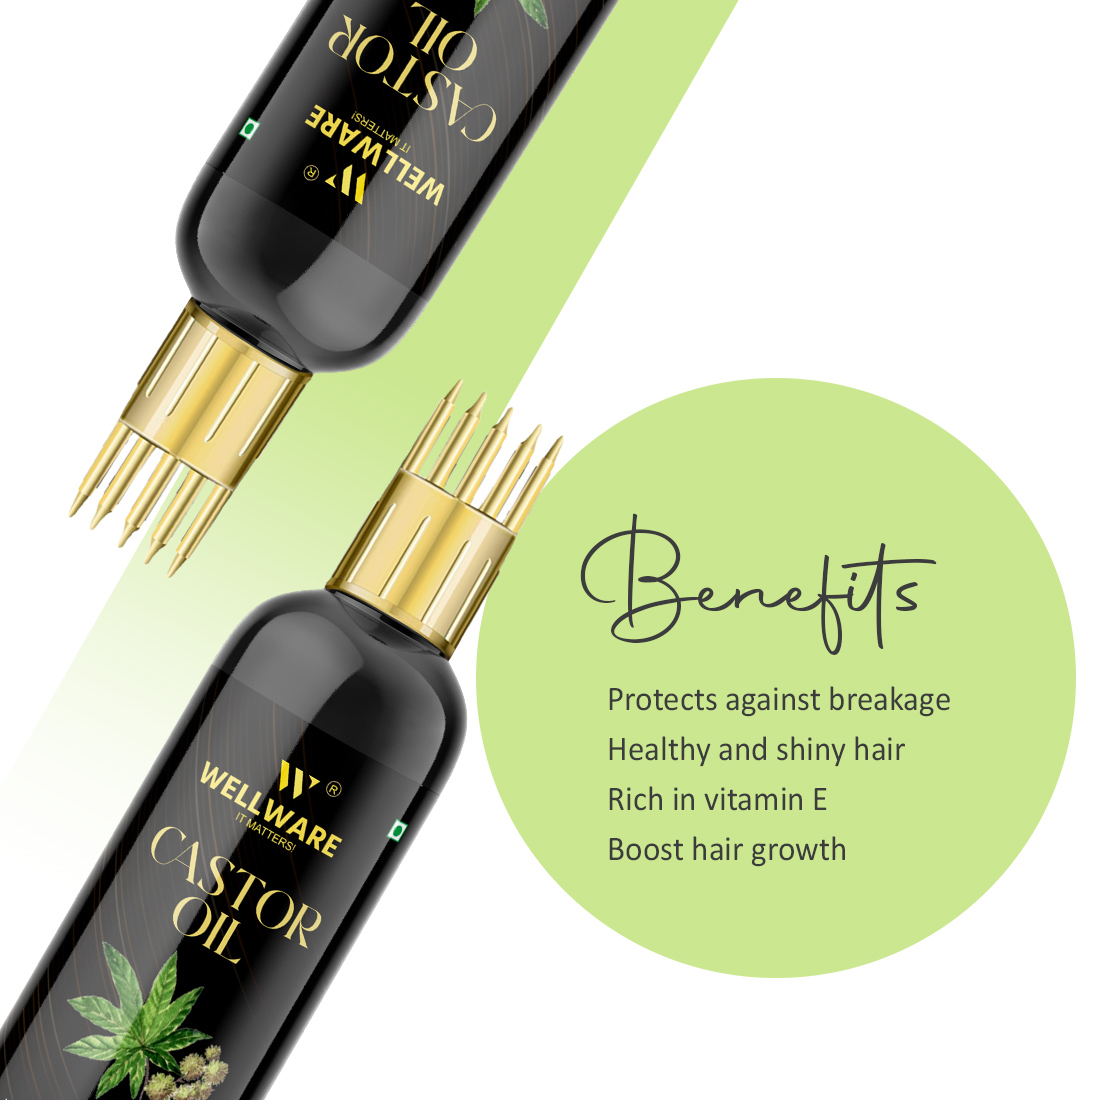 CASTOR
OIL
WELLWARE
IT MATTERS!
W®
Benefits
Protects against breakage
Healthy and shiny hair
Rich in vitamin E
Boost hair growth
W®
WELLWARE
IT MATTERS!
CASTOR
OIL